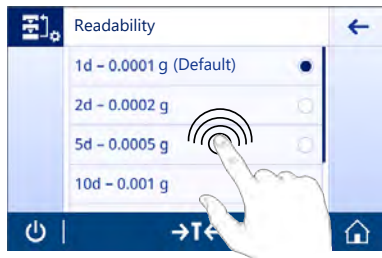 Readability
1d – 0.0001 g (Default)
2d – 0.0002 g
5d – 0.0005 g
10d – 0.001 g
→T←